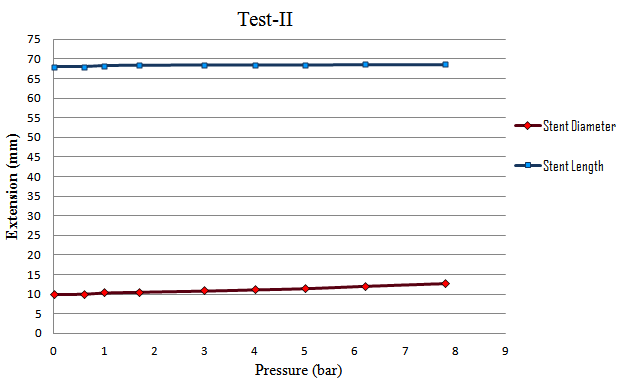 Test-II
75
70
65
60
55
50
45
40
35
30
25
20
15
10
5
0
Extension (mm)
0 1 2 3 4 5 6 7 8 9
Pressure (bar)
Stent Diameter
Stent Length